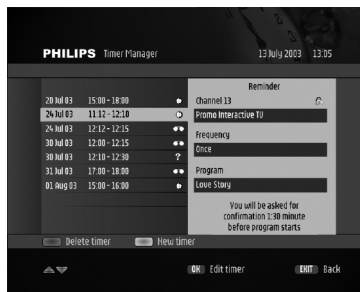 PHILIPS Timer Manager 13 July 2003 13:05
Reminder
20 Jul 03 15:00 - 18:00 Channel 13
24 Jul 03 11:12 - 12:10 Promo Interactive TV
24 Jul 03 12:12 - 12:15
Frequency
30 Jul 03 12:00 - 12:15 Once
30 Jul 03 12:10 - 12:30 ?
31 Jul 03 17:00 - 18:00 Program
01 Aug 03 15:00 - 16:00 Love Story
You will be asked for
confirmation 1:30 minute
before program starts
Delete timer New timer
OK Edit timer EXIT Back